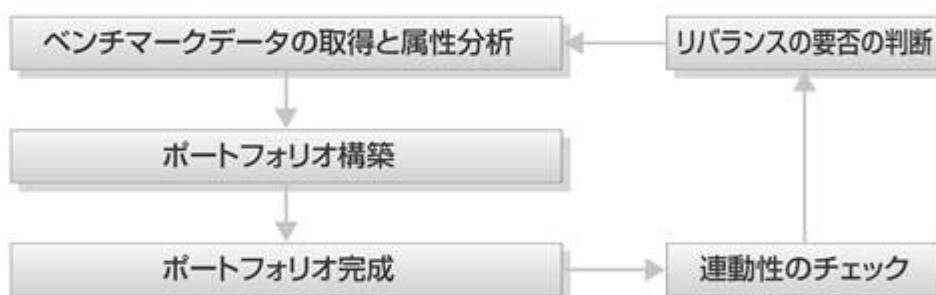 ベンチマークデータの取得と属性分析
リバランスの要否の判断
ポートフォリオ構築
ポートフォリオ完成
連動性のチェック